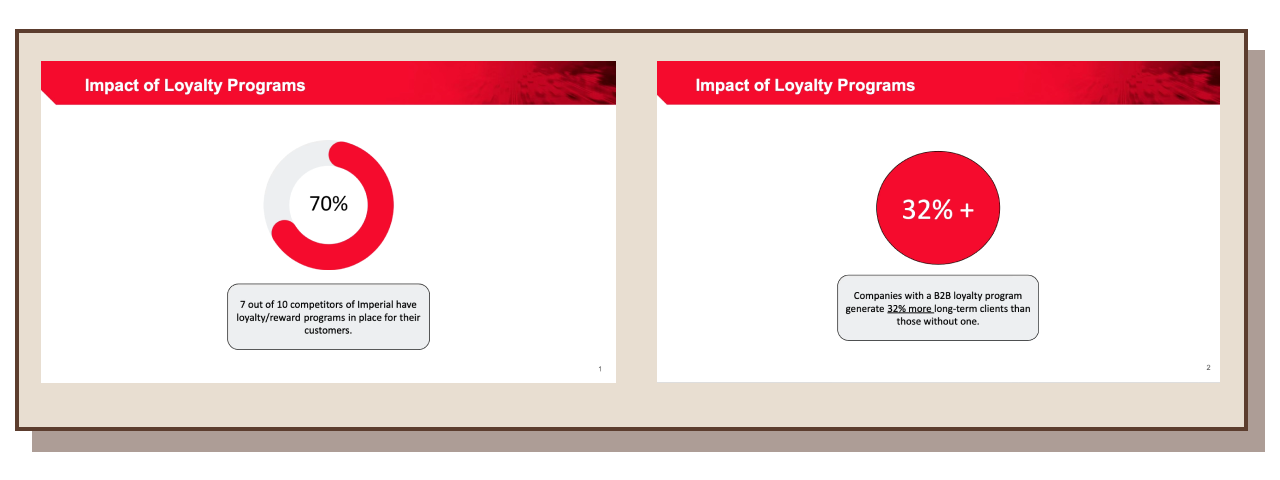 Impact of Loyalty Programs
70%
7 out of 10 competitors of Imperial have
loyalty/reward programs in place for their
customers.
1
Impact of Loyalty Programs
32% +
Companies with a B2B loyalty program
generate 32% more long-term clients than
those without one.
2